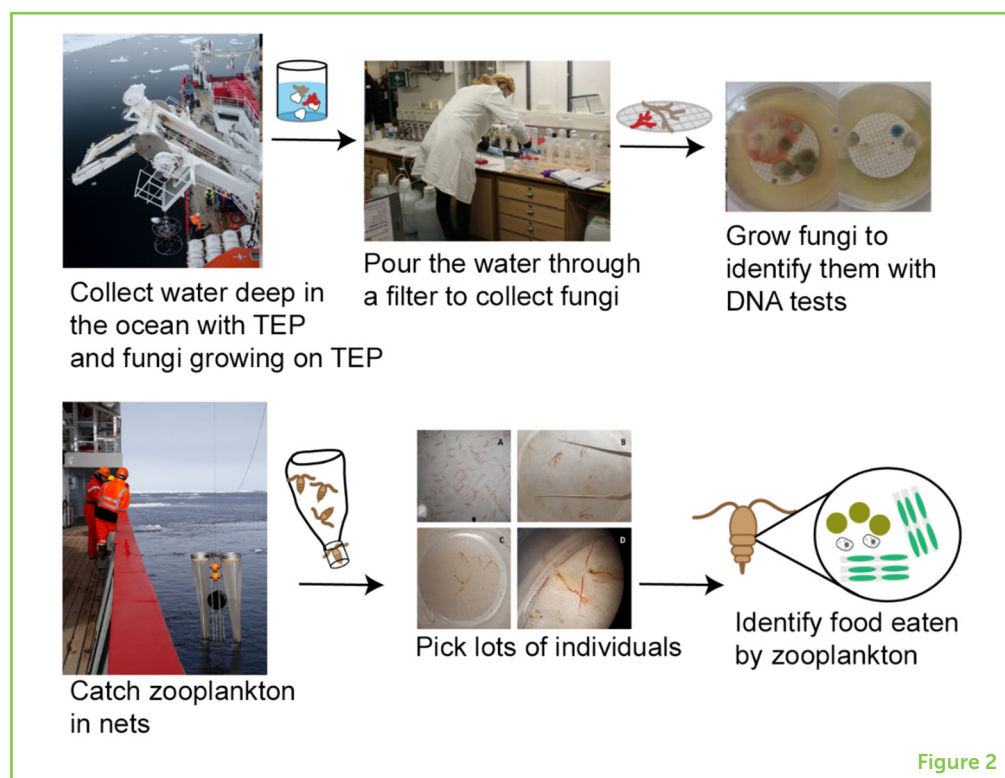 Collect water deep in
the ocean with TEP
and fungi growing on TEP
Pour the water through
a filter to collect fungi
Grow fungi to
identify them with
DNA tests
Catch zooplankton
in nets
A
B
C
D
Pick lots of individuals
Identify food eaten
by zooplankton
Figure 2